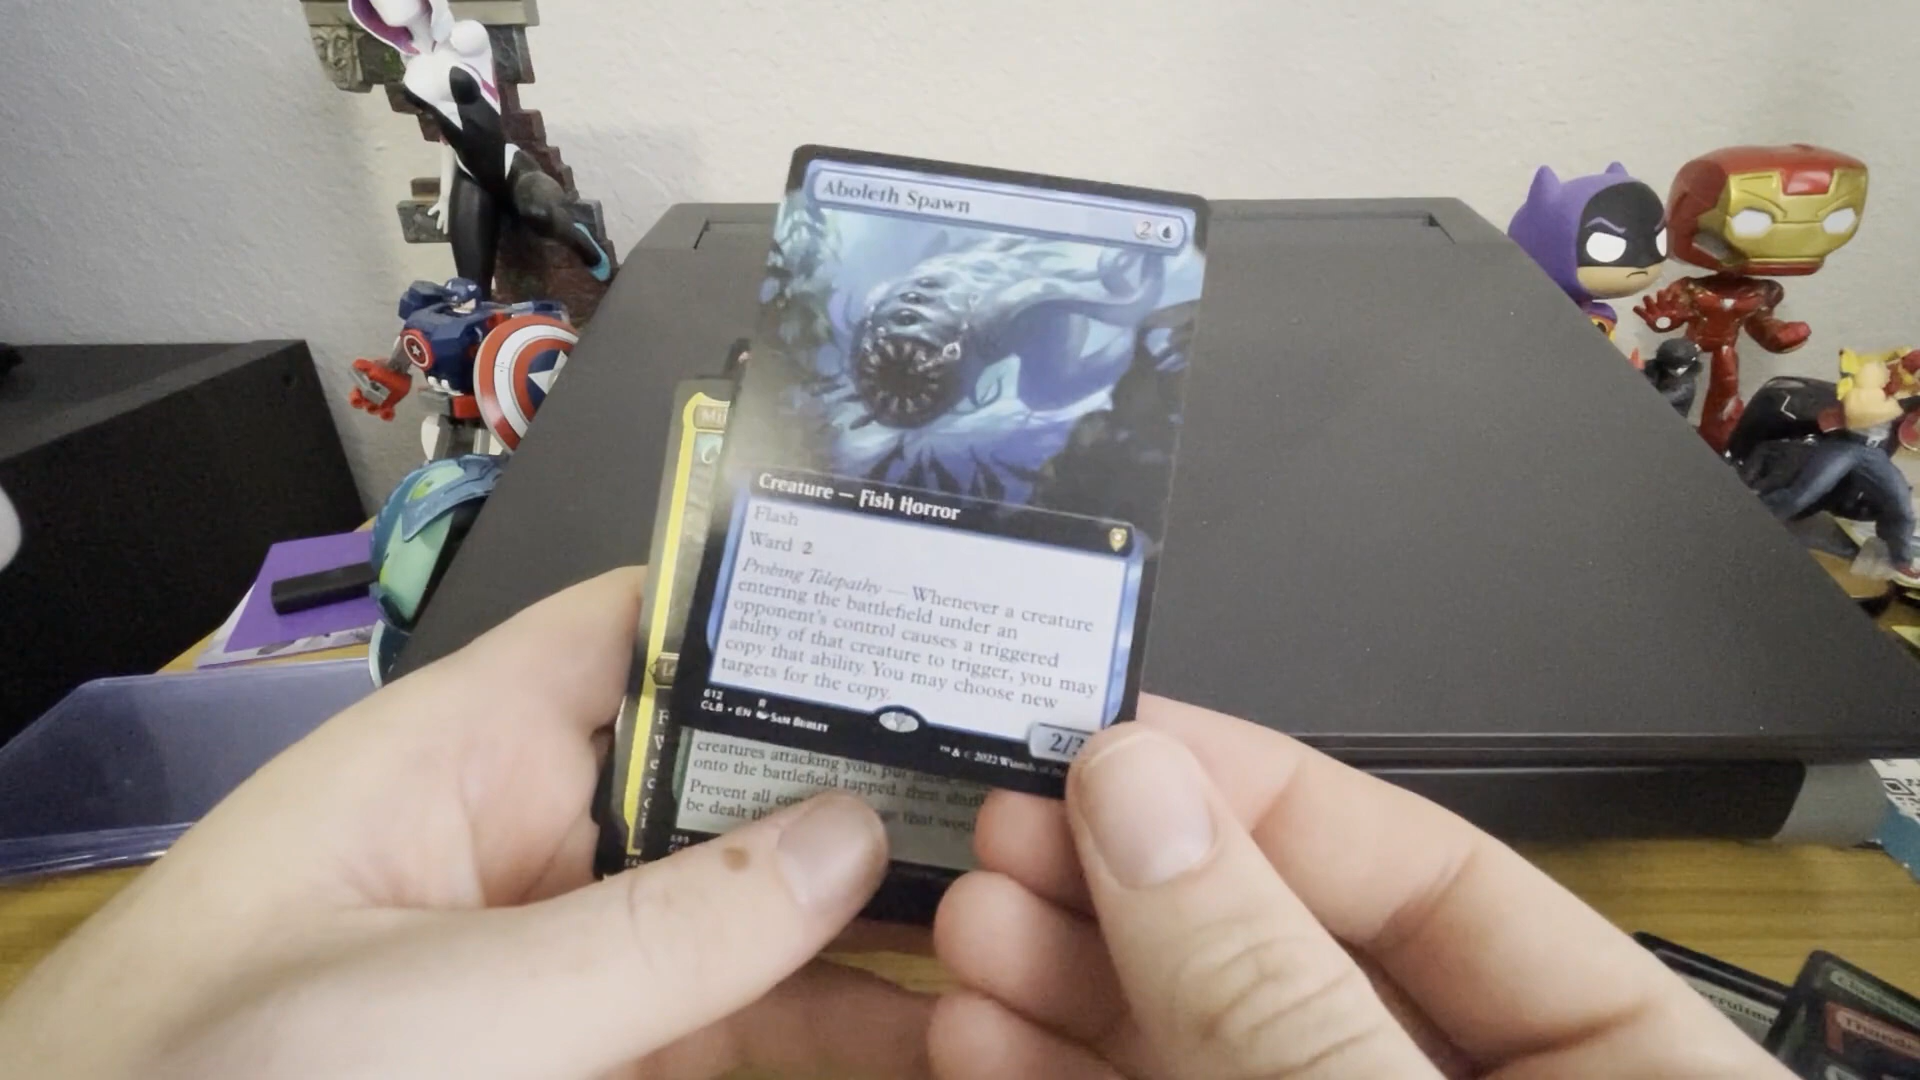 Aboleth Spawn
2
Creature — Fish Horror
Flash
Ward 2
Probing Telepathy — Whenever a creature
entering the battlefield under an
opponent's control causes a triggered
ability of that creature to trigger, you may
copy that ability. You may choose new
targets for the copy.
612 R
CLB • EN Sam Burley
™ & © 2022 Wizards of
2/3
creatures attacking you, put
onto the battlefield tapped, then
Prevent all
that would
be dealt